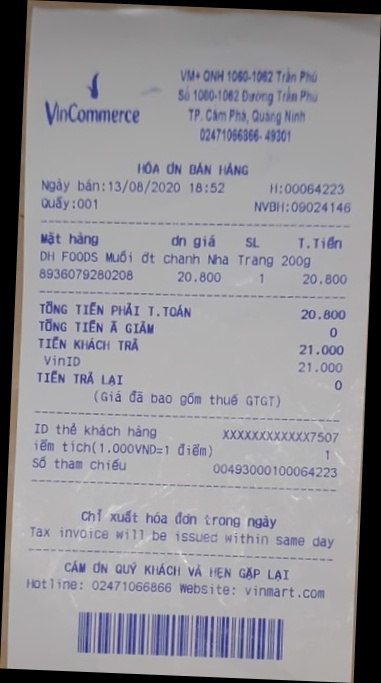 VinCommerce
VM+ QNH 1060-1062 Trần Phú
Số 1060-1062 Đường Trần Phú
TP. Cẩm Phả, Quảng Ninh
02471066866- 49301
HÓA ƠN BÁN HÀNG
Ngày bán:13/08/2020 18:52 H:00064223
Quầy:001 NVBH:09024146
Mặt hàng ơn giá SL T.Tiền
DH FOODS Muối ớt chanh Nha Trang 200g
8936079280208 20.800 1 20.800
TỔNG TIỀN PHẢI T.TOÁN 20.800
TỔNG TIỀN Ã GIẢM 0
TIỀN KHÁCH TRẢ 21.000
VinID 21.000
TIỀN TRẢ LẠI 0
(Giá đã bao gồm thuế GTGT)
ID thẻ khách hàng XXXXXXXXXXXX7507
iểm tích(1.000VND=1 điểm) 1
Số tham chiếu 00493000100064223
Chỉ xuất hóa đơn trong ngày
Tax invoice will be issued within same day
CẢM ƠN QUÝ KHÁCH VÀ HẸN GẶP LẠI
Hotline: 02471066866 Website: vinmart.com